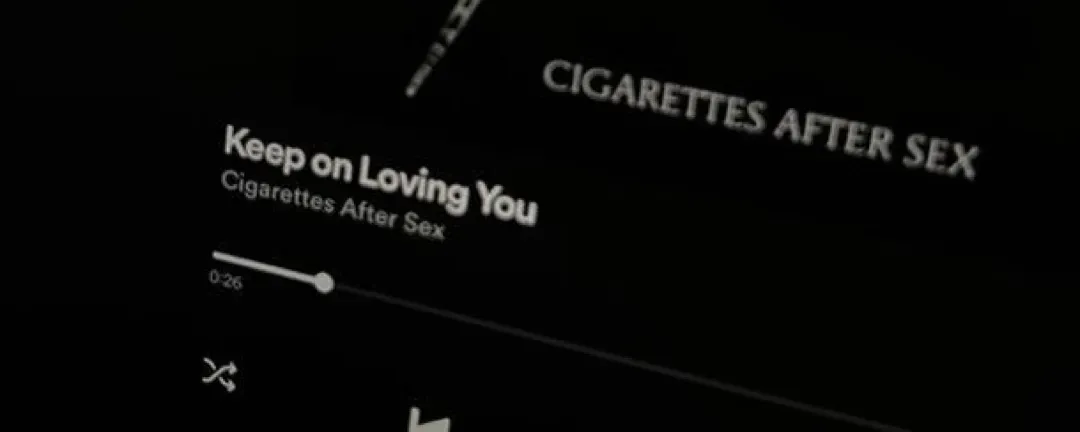 CIGARETTES AFTER SEX
Keep on Loving You
Cigarettes After Sex
0:26